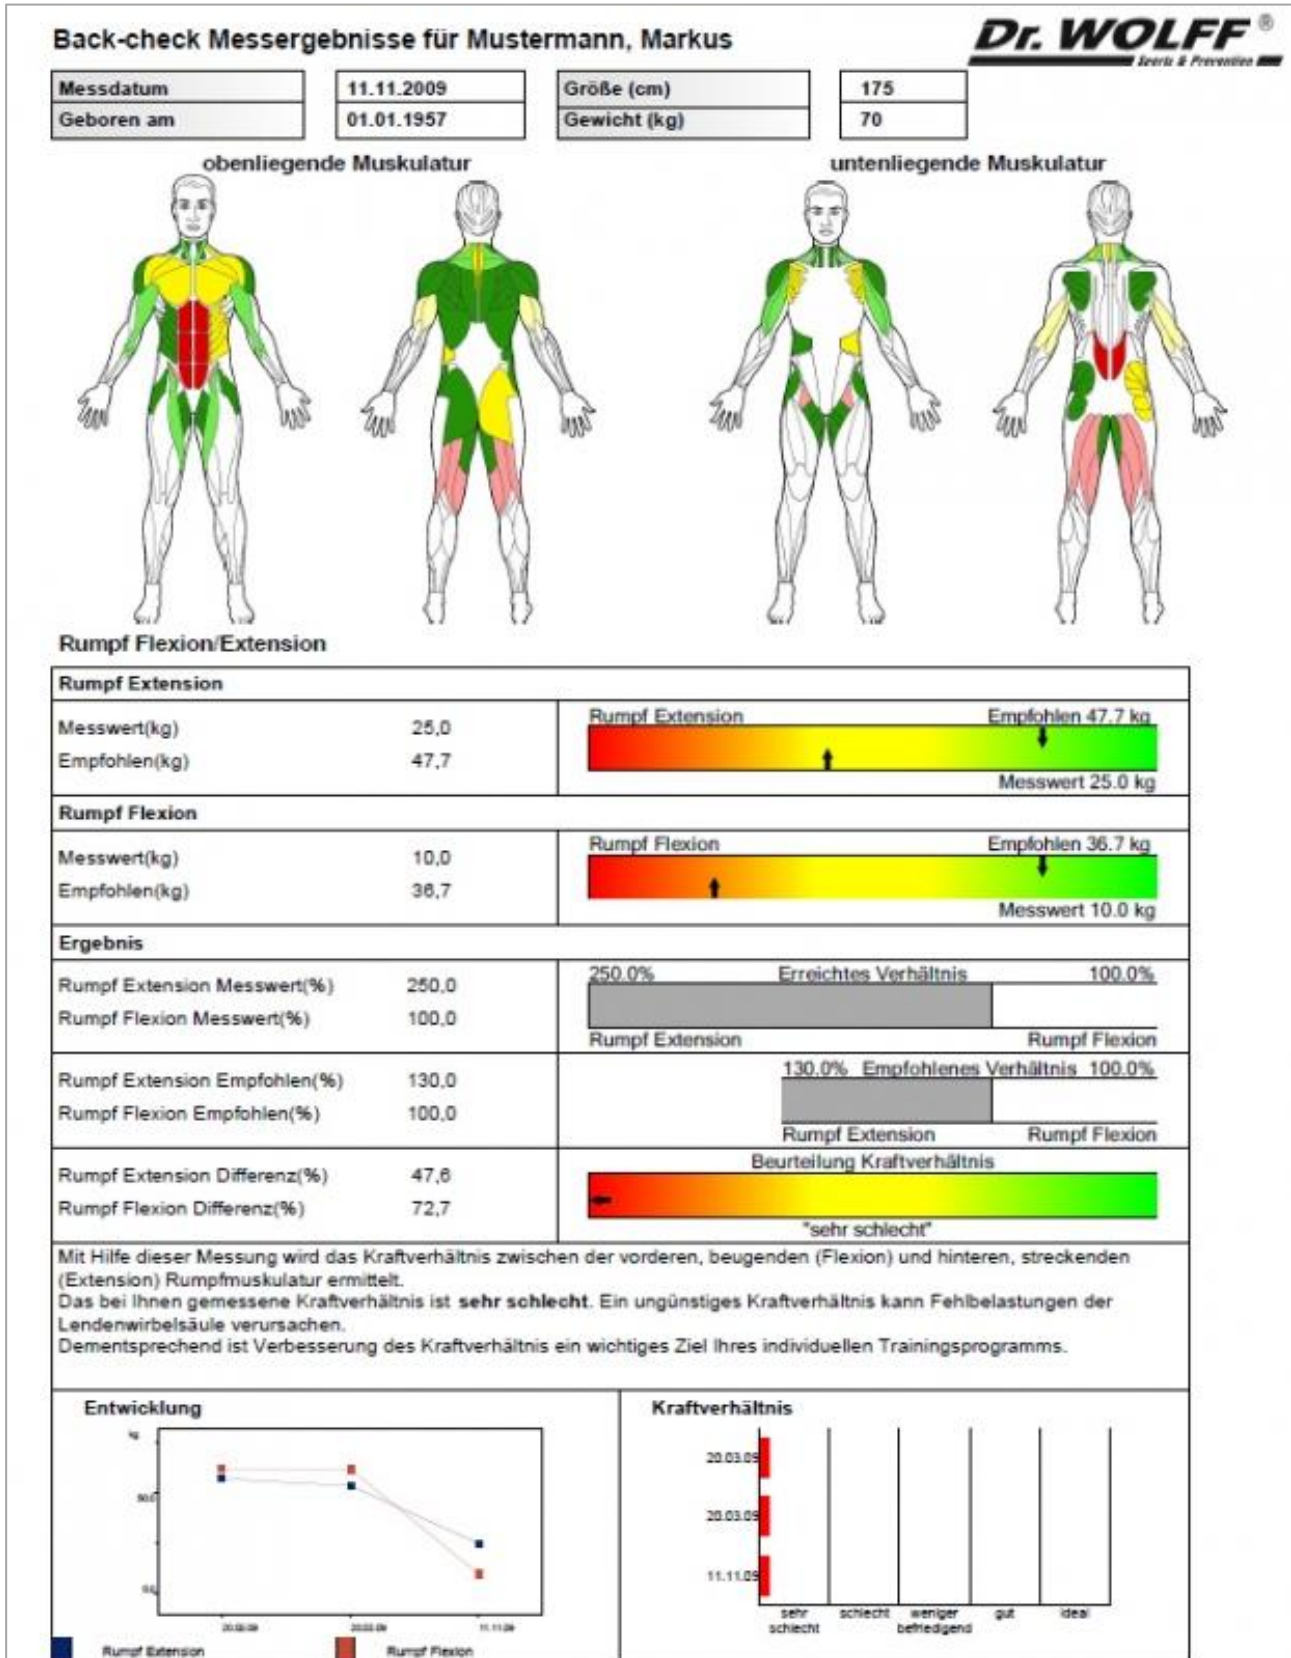 Back-check Messergebnisse für Mustermann, Markus
Dr. WOLFF ®
Sports & Prevention
Messdatum 11.11.2009 Größe (cm) 175
Geboren am 01.01.1957 Gewicht (kg) 70
obenliegende Muskulatur untenliegende Muskulatur
Rumpf Flexion/Extension
Rumpf Extension
Messwert(kg) 25,0
Empfohlen(kg) 47,7
Rumpf Extension Empfohlen 47.7 kg
Messwert 25.0 kg
Rumpf Flexion
Messwert(kg) 10,0
Empfohlen(kg) 36,7
Rumpf Flexion Empfohlen 36.7 kg
Messwert 10.0 kg
Ergebnis
Rumpf Extension Messwert(%) 250,0
Rumpf Flexion Messwert(%) 100,0
250.0% Erreichtes Verhältnis 100.0%
Rumpf Extension Rumpf Flexion
Rumpf Extension Empfohlen(%) 130,0
Rumpf Flexion Empfohlen(%) 100,0
130.0% Empfohlenes Verhältnis 100.0%
Rumpf Extension Rumpf Flexion
Rumpf Extension Differenz(%) 47,6
Rumpf Flexion Differenz(%) 72,7
Beurteilung Kraftverhältnis
"sehr schlecht"
Mit Hilfe dieser Messung wird das Kraftverhältnis zwischen der vorderen, beugenden (Flexion) und hinteren, streckenden
(Extension) Rumpfmuskulatur ermittelt.
Das bei Ihnen gemessene Kraftverhältnis ist sehr schlecht. Ein ungünstiges Kraftverhältnis kann Fehlbelastungen der
Lendenwirbelsäule verursachen.
Dementsprechend ist Verbesserung des Kraftverhältnis ein wichtiges Ziel Ihres individuellen Trainingsprogramms.
Entwicklung
kg
50.0
0.0
11.11.09
Rumpf Extension Rumpf Flexion
Kraftverhältnis
20.03.09
20.03.09
11.11.09
sehr schlecht
schlecht
weniger befriedigend
gut
ideal